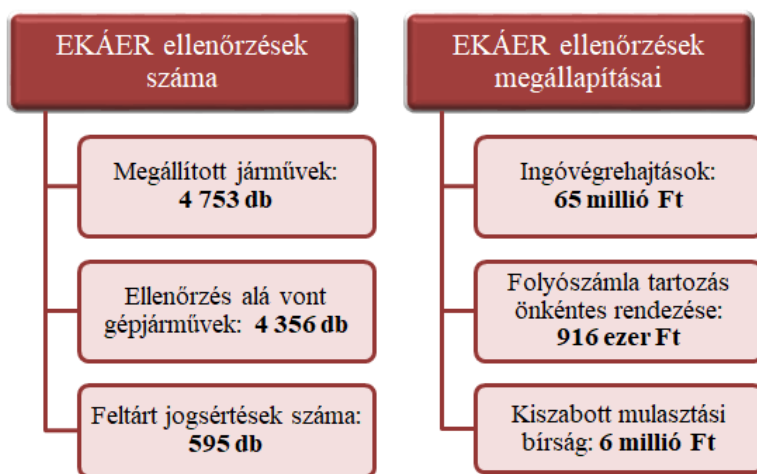 EKÁER ellenőrzések
száma
Megállított járművek:
4 753 db
Ellenőrzés alá vont
gépjárművek: 4 356 db
Feltárt jogsértések száma:
595 db
EKÁER ellenőrzések
megállapításai
Ingóvégrehajtások:
65 millió Ft
Folyószámla tartozás
önkéntes rendezése:
916 ezer Ft
Kiszabott mulasztási
bírság: 6 millió Ft